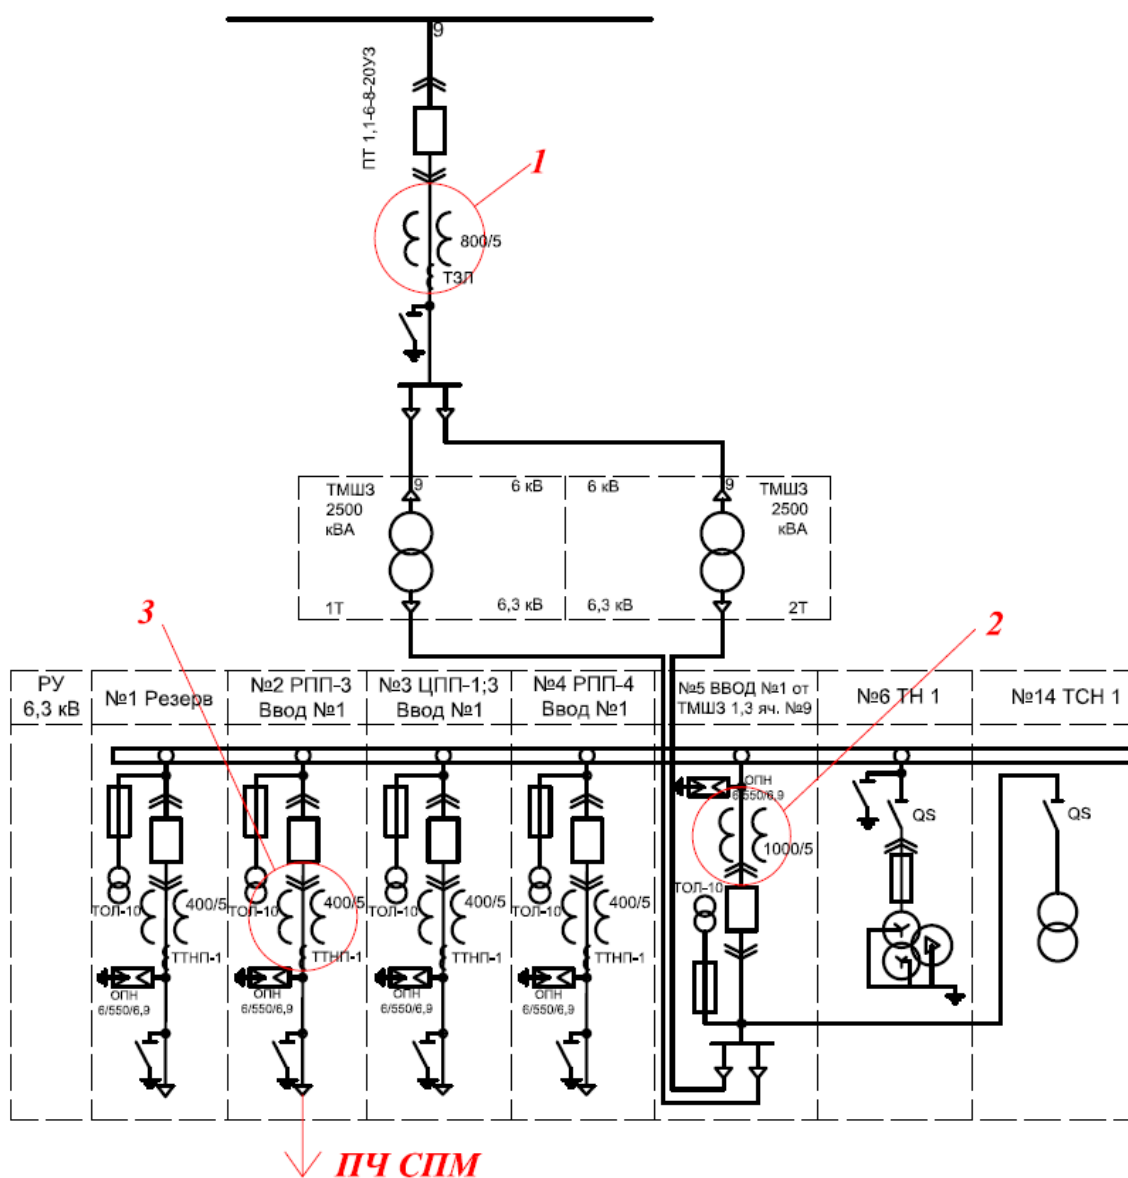 9
ПТ 1,1-6-8-20У3
1
800/5
ТЗЛ
ТМШЗ
2500
кВА
9
6 кВ
6 кВ
9
ТМШЗ
2500
кВА
1Т
6,3 кВ
6,3 кВ
2Т
3
2
РУ
6,3 кВ
№1 Резерв
№2 РПП-3
Ввод №1
№3 ЦПП-1;3
Ввод №1
№4 РПП-4
Ввод №1
№5 ВВОД №1 от
ТМШЗ 1,3 яч. №9
№6 ТН 1
№14 ТСН 1
ОПН
6/550/6,9
QS
QS
1000/5
ТОЛ-10
400/5
ТОЛ-10
400/5
ТОЛ-10
400/5
ТОЛ-10
400/5
ТОЛ-10
ТТНП-1
ТТНП-1
ТТНП-1
ТТНП-1
ОПН
6/550/6,9
ОПН
6/550/6,9
ОПН
6/550/6,9
ОПН
6/550/6,9
ПЧ СПМ